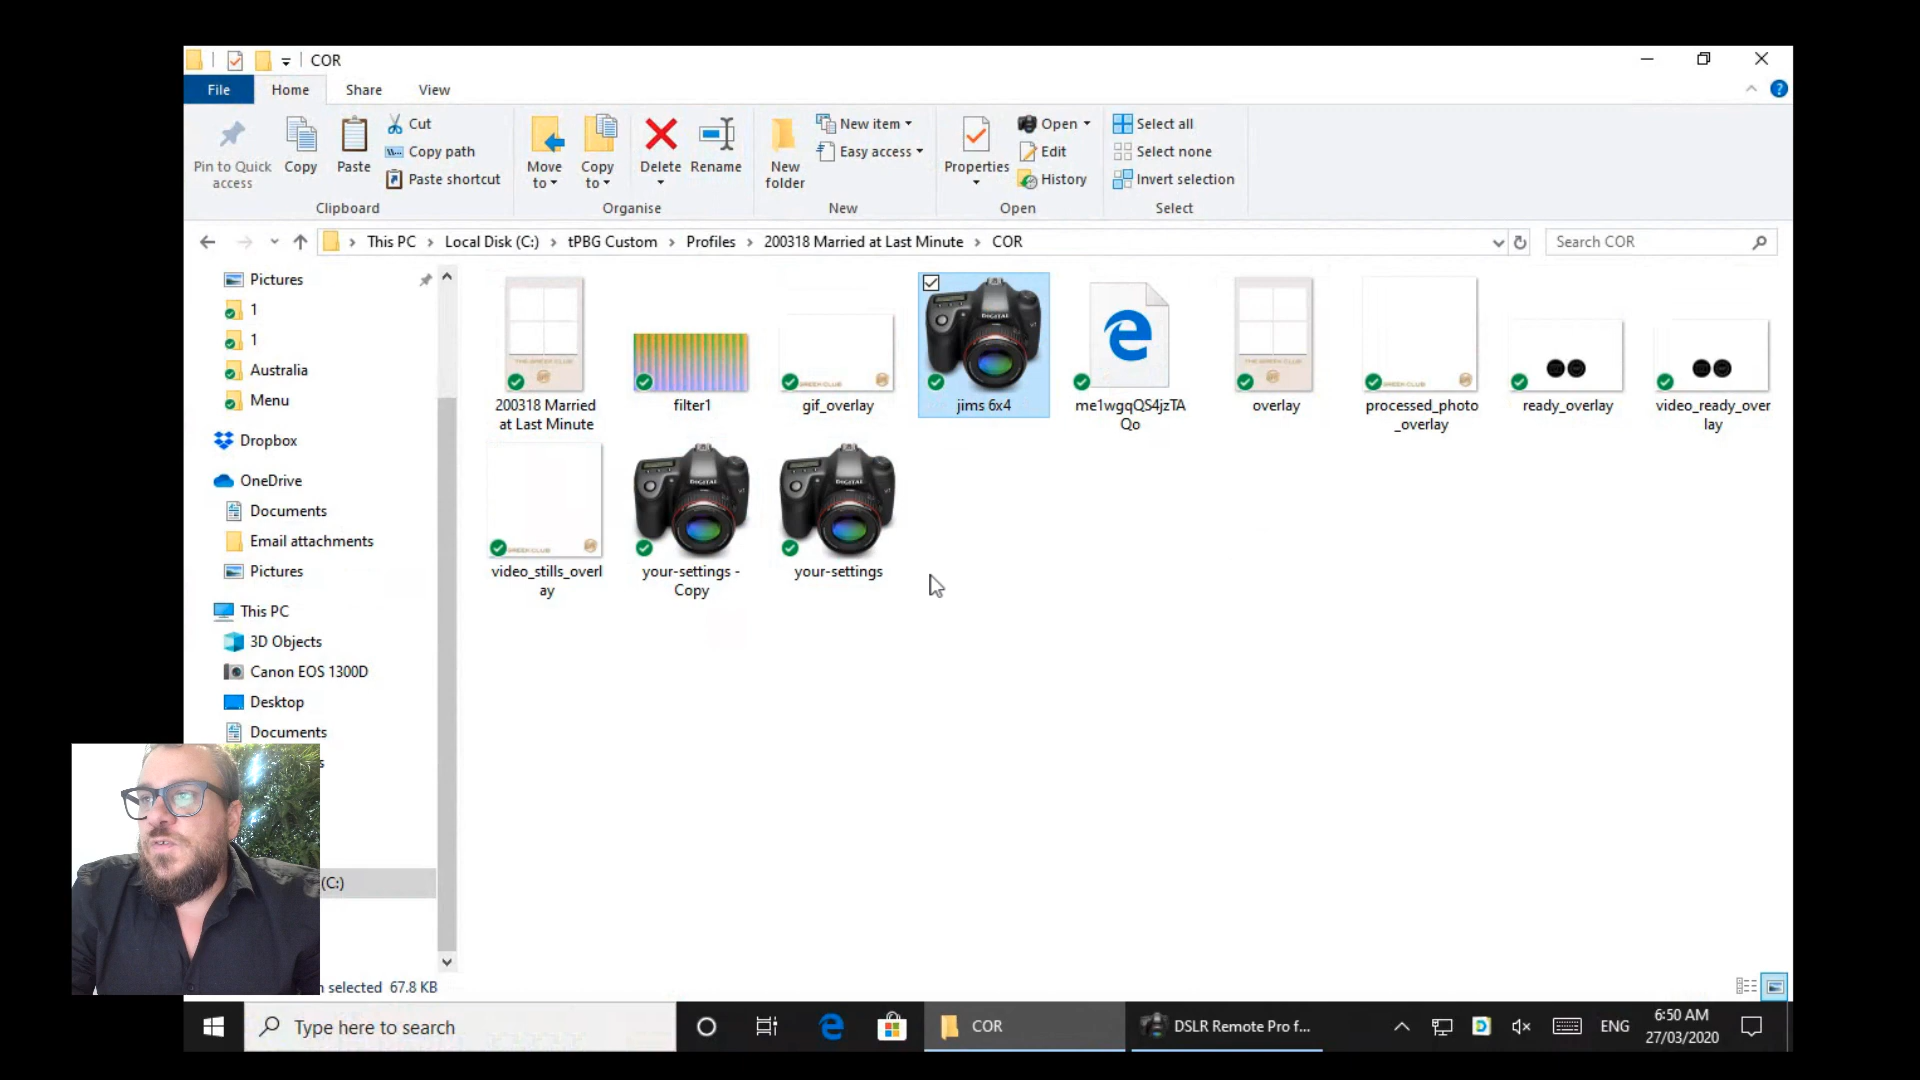 COR
File Home Share View
Pin to Quick access
Copy
Paste
Cut
Copy path
Paste shortcut
Clipboard
Move to
Copy to
Delete
Rename
Organise
New folder
New item
Easy access
New
Properties
Open
Edit
History
Open
Select all
Select none
Invert selection
Select
This PC > Local Disk (C:) > tPBG Custom > Profiles > 200318 Married at Last Minute > COR
Search COR
Pictures
1
1
Australia
Menu
Dropbox
OneDrive
Documents
Email attachments
Pictures
This PC
3D Objects
Canon EOS 1300D
Desktop
Documents
s
(C:)
200318 Married
at Last Minute
filter1
gif_overlay
DIGITAL
jims 6x4
me1wgqQS4jzTA
Qo
THE GREEK CLUB
overlay
processed_photo
_overlay
ready_overlay
video_ready_over
lay
video_stills_overl
ay
DIGITAL
your-settings -
Copy
DIGITAL
your-settings
selected 67.8 KB
Type here to search
COR
DSLR Remote Pro f...
ENG
6:50 AM
27/03/2020